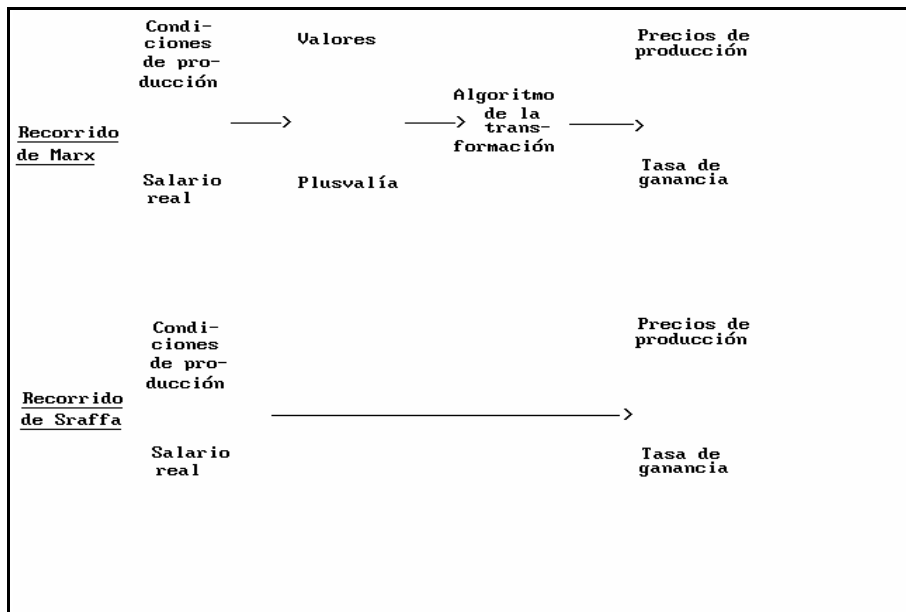 Condi-
ciones
de pro-
ducción
Valores
Precios de
producción
Recorrido
de Marx
Algoritmo
de la
trans-
formación
Salario
real
Plusvalía
Tasa de
ganancia
Condi-
ciones
de pro-
ducción
Precios de
producción
Recorrido
de Sraffa
Salario
real
Tasa de
ganancia